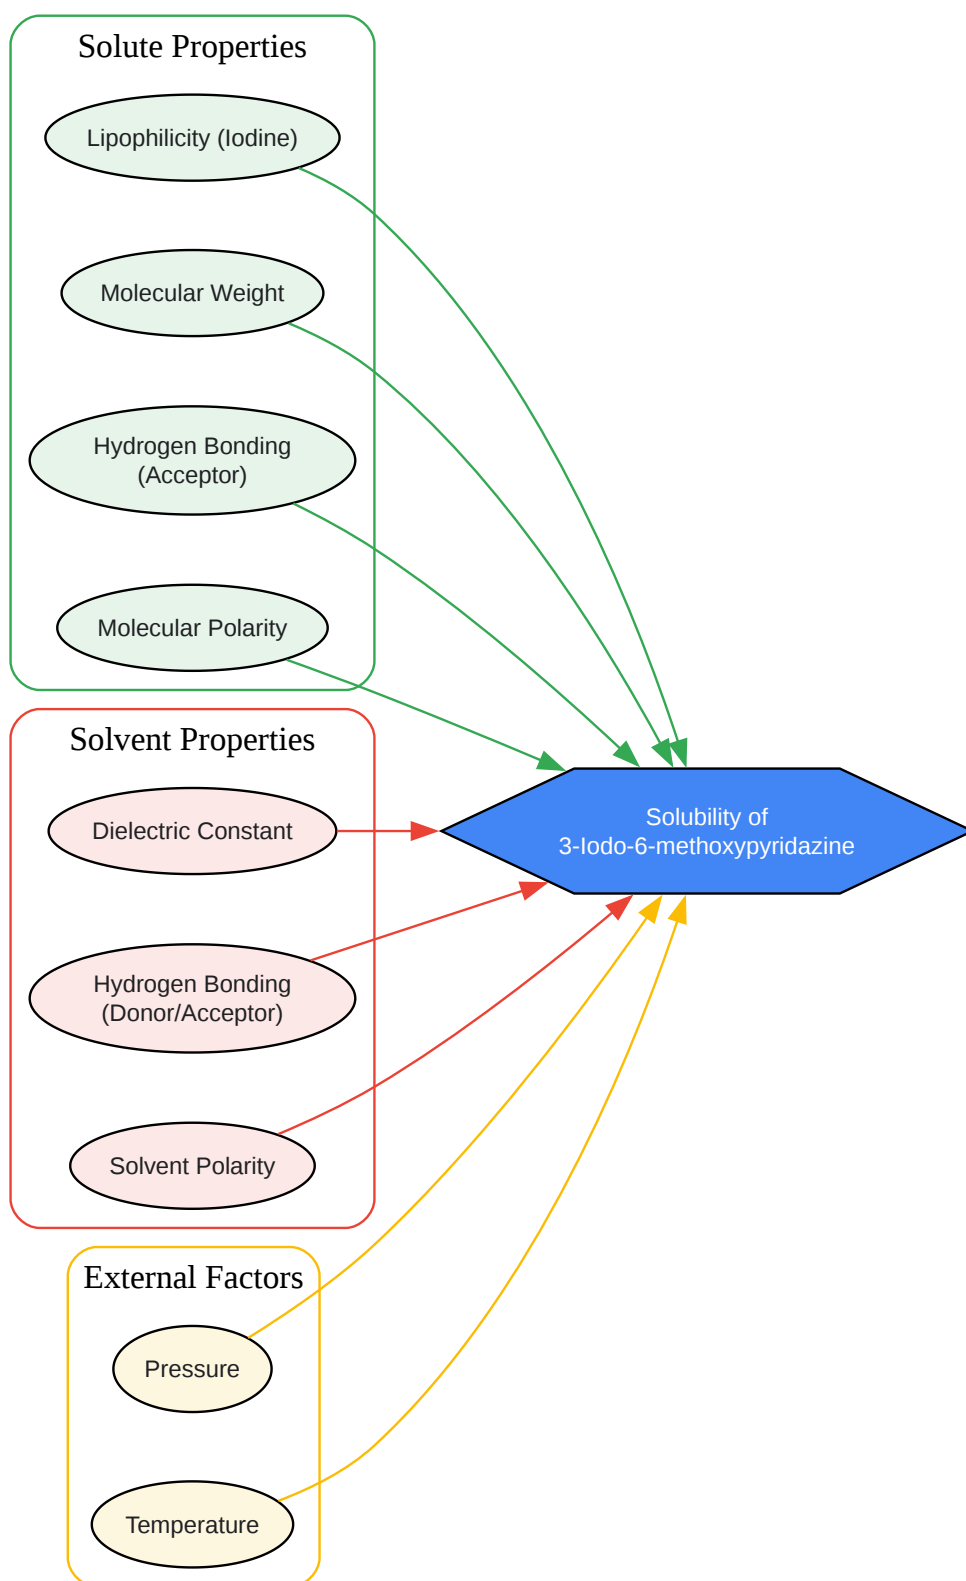 Solute Properties
Lipophilicity (Iodine)
Molecular Weight
Hydrogen Bonding
(Acceptor)
Molecular Polarity
Solvent Properties
Dielectric Constant
Hydrogen Bonding
(Donor/Acceptor)
Solvent Polarity
External Factors
Pressure
Temperature
Solubility of
3-Iodo-6-methoxypyridazine